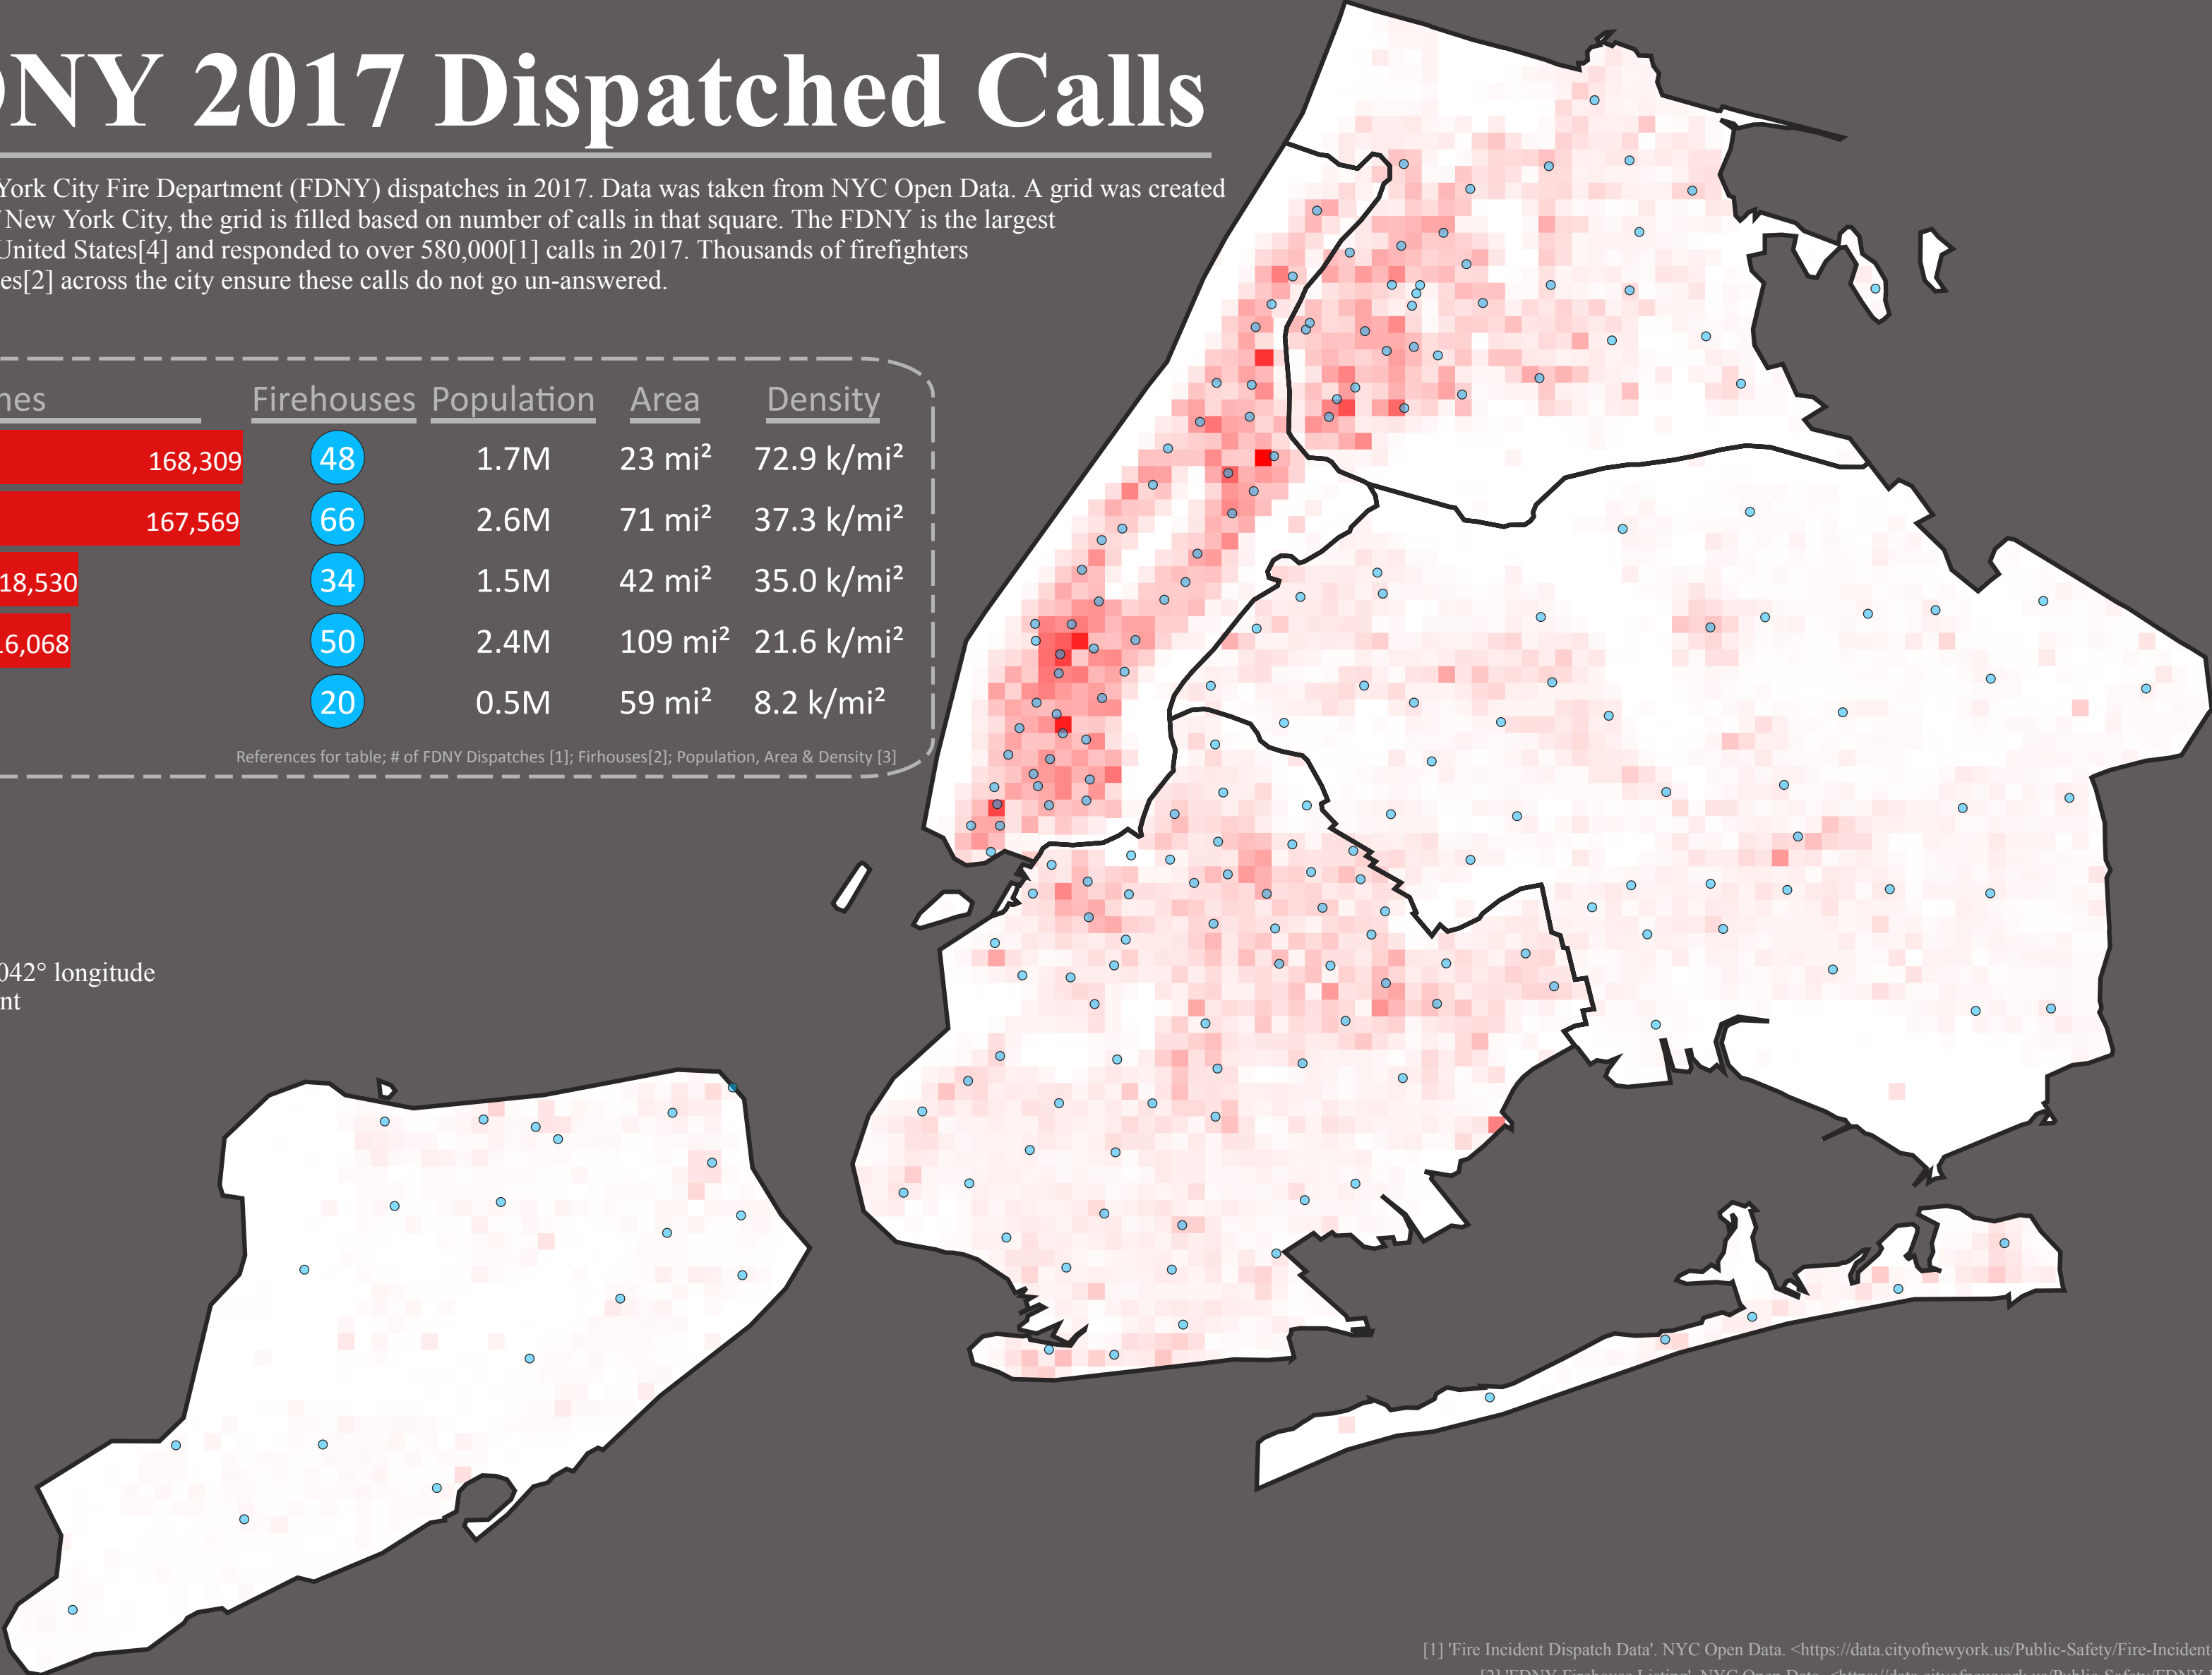 DNY 2017 Dispatched Calls
York City Fire Department (FDNY) dispatches in 2017. Data was taken from NYC Open Data. A grid was created
New York City, the grid is filled based on number of calls in that square. The FDNY is the largest
United States[4] and responded to over 580,000[1] calls in 2017. Thousands of firefighters
es[2] across the city ensure these calls do not go un-answered.
hes Firehouses Population Area Density
168,309 48 1.7M 23 mi² 72.9 k/mi²
167,569 66 2.6M 71 mi² 37.3 k/mi²
18,530 34 1.5M 42 mi² 35.0 k/mi²
16,068 50 2.4M 109 mi² 21.6 k/mi²
20 0.5M 59 mi² 8.2 k/mi²
References for table; # of FDNY Dispatches [1]; Firhouses[2]; Population, Area & Density [3]
042° longitude
nt
[1] 'Fire Incident Dispatch Data'. NYC Open Data. <https://data.cityofnewyork.us/Public-Safety/Fire-Incident